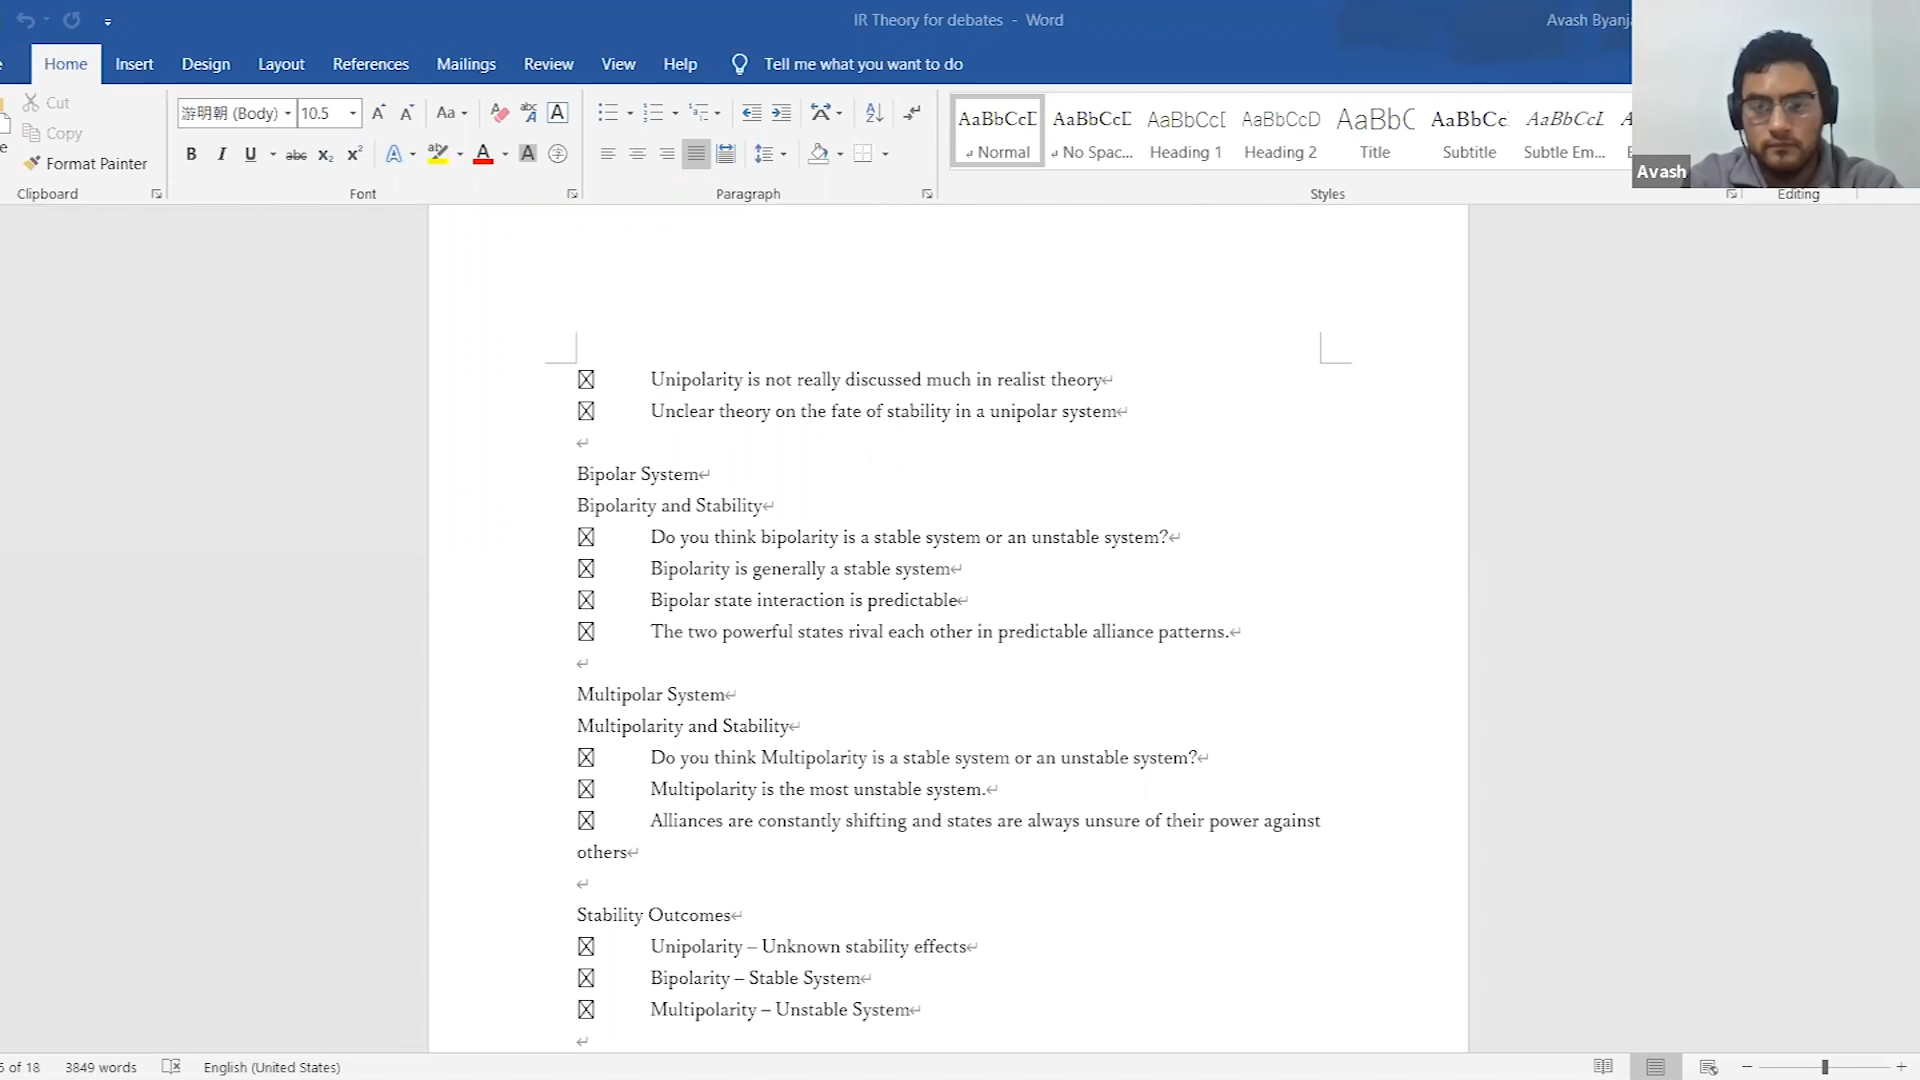 IR Theory for debates - Word
Avash Byanj
Home Insert Design Layout References Mailings Review View Help Tell me what you want to do
Cut
Copy
Format Painter
Clipboard
游明朝 (Body) 10.5
Aa
B I U abc x₂ x² A ab A A 字
Font
Paragraph
AaBbCcD AaBbCcD AaBbCcD AaBbCcD AaBbC AaBbCc AaBbCcL
Normal No Spac... Heading 1 Heading 2 Title Subtitle Subtle Em...
Styles
Editing
Avash
Unipolarity is not really discussed much in realist theory
Unclear theory on the fate of stability in a unipolar system
Bipolar System
Bipolarity and Stability
Do you think bipolarity is a stable system or an unstable system?
Bipolarity is generally a stable system
Bipolar state interaction is predictable
The two powerful states rival each other in predictable alliance patterns.
Multipolar System
Multipolarity and Stability
Do you think Multipolarity is a stable system or an unstable system?
Multipolarity is the most unstable system.
Alliances are constantly shifting and states are always unsure of their power against
others
Stability Outcomes
Unipolarity – Unknown stability effects
Bipolarity – Stable System
Multipolarity – Unstable System
of 18 3849 words English (United States)